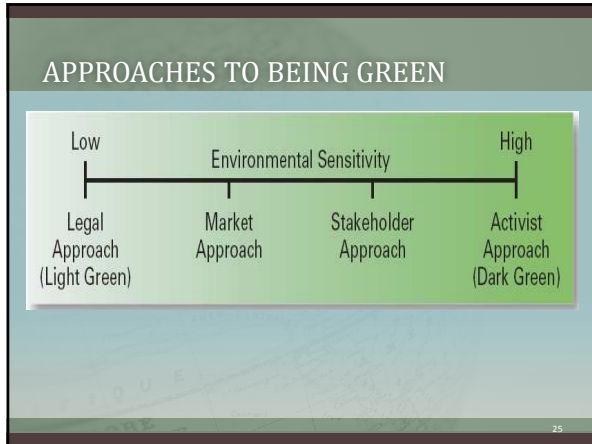 APPROACHES TO BEING GREEN
Low
High
Environmental Sensitivity
Legal
Approach
(Light Green)
Market
Approach
Stakeholder
Approach
Activist
Approach
(Dark Green)
25